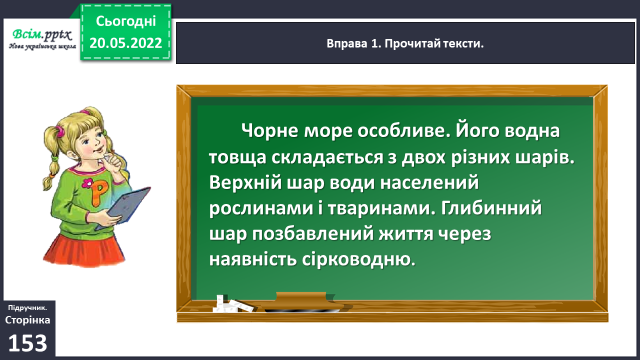 Всім.pptx
Нова українська школа
Сьогодні
20.05.2022
Вправа 1. Прочитай тексти.
Чорне море особливе. Його водна
товща складається з двох різних шарів.
Верхній шар води населений
рослинами і тваринами. Глибинний
шар позбавлений життя через
наявність сірководню.
Р
Підручник.
Сторінка
153